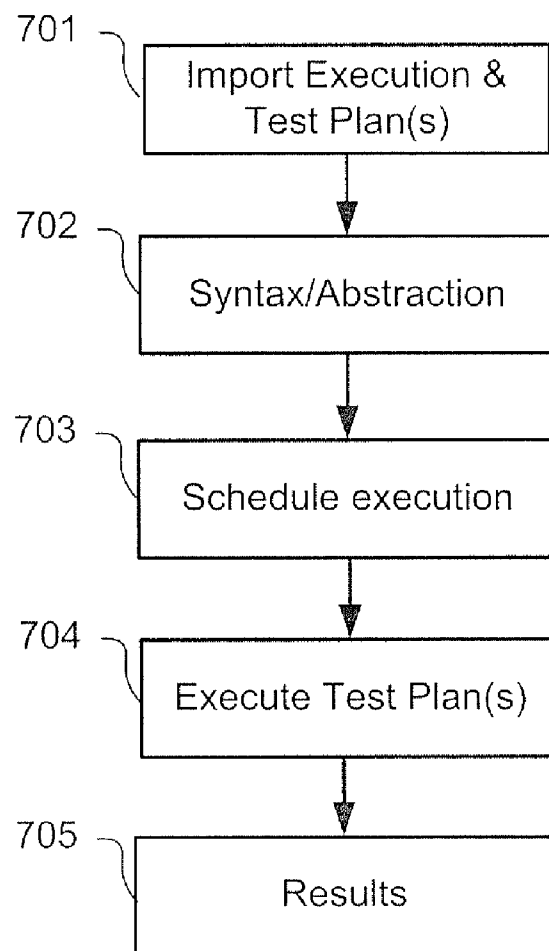 701
Import Execution &
Test Plan(s)
702
Syntax/Abstraction
703
Schedule execution
704
Execute Test Plan(s)
705
Results